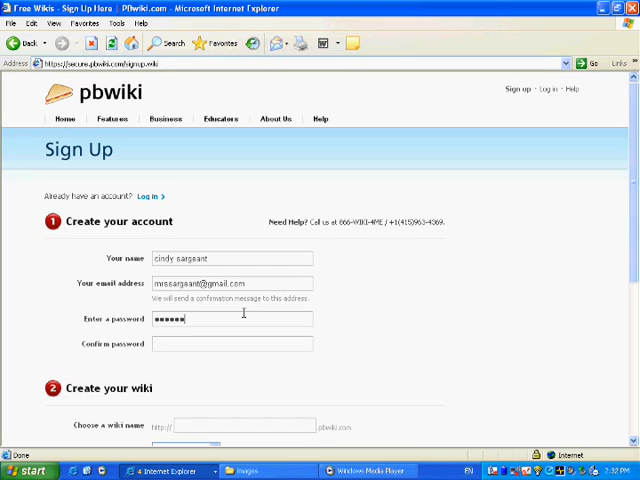 Free Wikis - Sign Up Here | PBwiki.com - Microsoft Internet Explorer
File Edit View Favorites Tools Help
Back Search Favorites
Address https://secure.pbwiki.com/signup.wiki Go Links
pbwiki
Sign up · Log in · Help
Home Features Business Educators About Us Help
Sign Up
Already have an account? Log in
1 Create your account
Need Help? Call us at 866-WIKI-4ME / +1(415)963-4369.
Your name cindy sargeant
Your email address mrssargeant@gmail.com
We will send a confirmation message to this address.
Enter a password ••••••
Confirm password
2 Create your wiki
Choose a wiki name http:// .pbwiki.com
Done Internet
start 4 Internet Explorer images Windows Media Player EN 2:32 PM